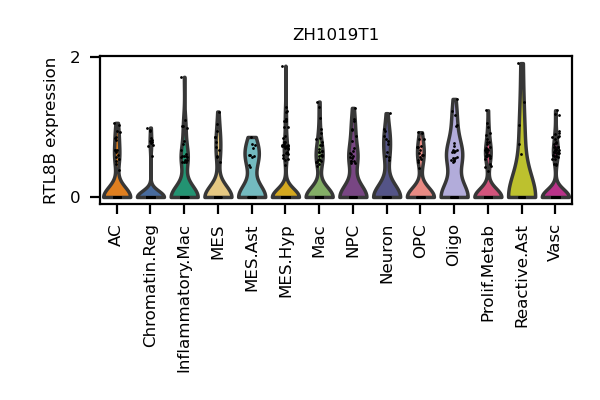 ZH1019T1
RTL8B expression
2
0
AC
Chromatin.Reg
Inflammatory.Mac
MES
MES.Ast
MES.Hyp
Mac
NPC
Neuron
OPC
Oligo
Prolif.Metab
Reactive.Ast
Vasc